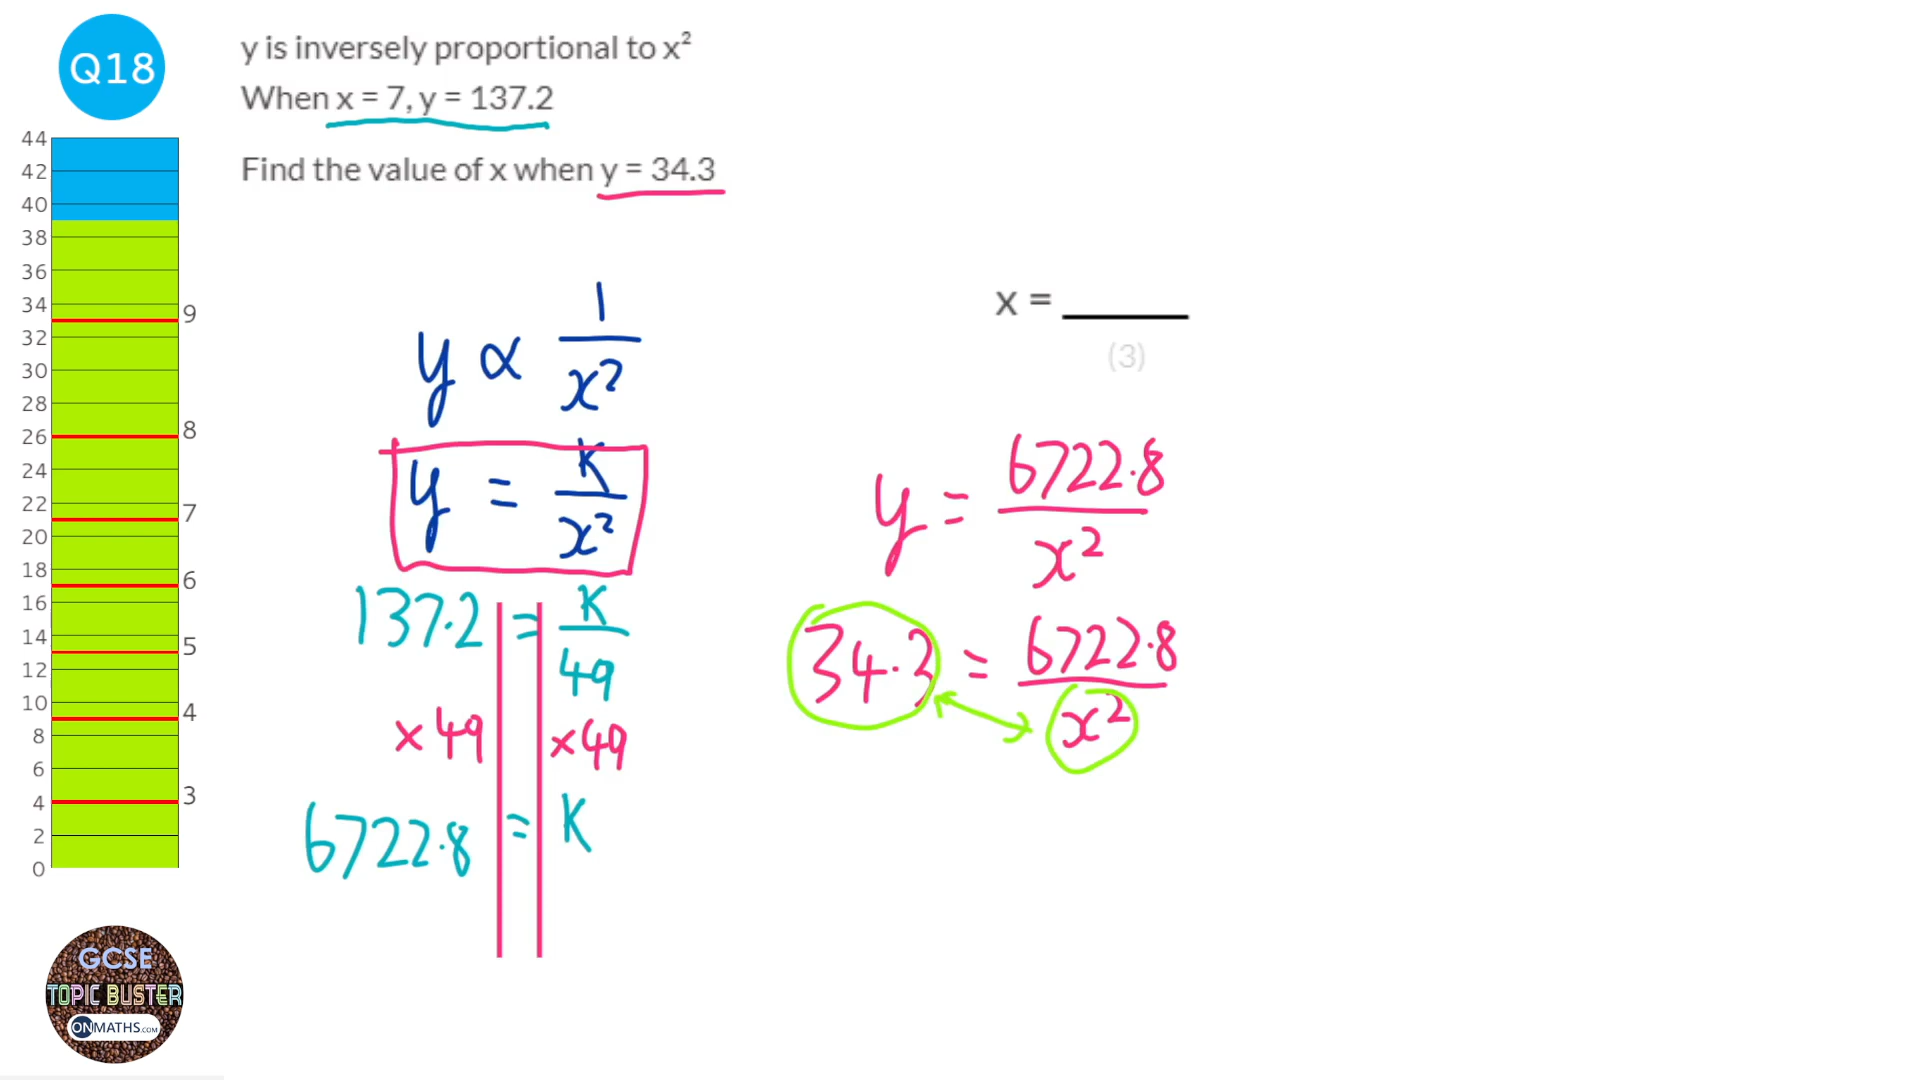 Q18
y is inversely proportional to x²
When x = 7, y = 137.2
Find the value of x when y = 34.3
x = ______
(3)
44
42
40
38
36
34
32
30
28
26
24
22
20
18
16
14
12
10
8
6
4
2
0
9
8
7
6
5
4
3
y ∝ 1/x²
y = K/x²
137.2 = K/49
×49 ×49
6722.8 = K
y = 6722.8/x²
34.3 = 6722.8/x²
GCSE
TOPIC BUSTER
ONMATHS.COM